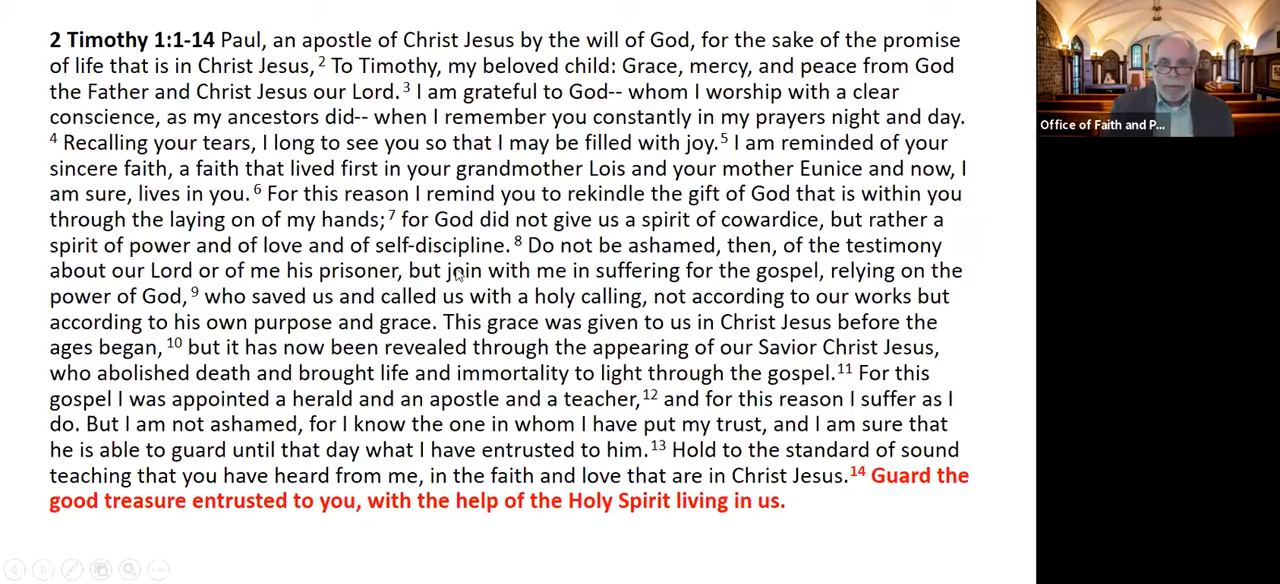 2 Timothy 1:1-14 Paul, an apostle of Christ Jesus by the will of God, for the sake of the promise
of life that is in Christ Jesus,² To Timothy, my beloved child: Grace, mercy, and peace from God
the Father and Christ Jesus our Lord.³ I am grateful to God-- whom I worship with a clear
conscience, as my ancestors did-- when I remember you constantly in my prayers night and day.
⁴ Recalling your tears, I long to see you so that I may be filled with joy.⁵ I am reminded of your
sincere faith, a faith that lived first in your grandmother Lois and your mother Eunice and now, I
am sure, lives in you.⁶ For this reason I remind you to rekindle the gift of God that is within you
through the laying on of my hands;⁷ for God did not give us a spirit of cowardice, but rather a
spirit of power and of love and of self-discipline.⁸ Do not be ashamed, then, of the testimony
about our Lord or of me his prisoner, but join with me in suffering for the gospel, relying on the
power of God,⁹ who saved us and called us with a holy calling, not according to our works but
according to his own purpose and grace. This grace was given to us in Christ Jesus before the
ages began,¹⁰ but it has now been revealed through the appearing of our Savior Christ Jesus,
who abolished death and brought life and immortality to light through the gospel.¹¹ For this
gospel I was appointed a herald and an apostle and a teacher,¹² and for this reason I suffer as I
do. But I am not ashamed, for I know the one in whom I have put my trust, and I am sure that
he is able to guard until that day what I have entrusted to him.¹³ Hold to the standard of sound
teaching that you have heard from me, in the faith and love that are in Christ Jesus.¹⁴ Guard the
good treasure entrusted to you, with the help of the Holy Spirit living in us.
Office of Faith and P...